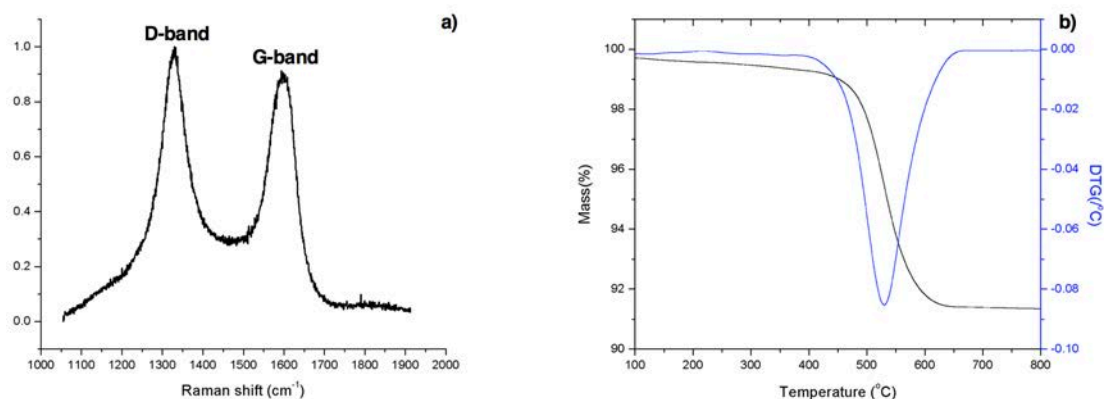 a)
D-band
G-band
1.0
0.8
0.6
0.4
0.2
0.0
1000 1100 1200 1300 1400 1500 1600 1700 1800 1900 2000
Raman shift (cm⁻¹)
b)
100
98
96
94
92
90
Mass(%)
0.00
-0.02
-0.04
-0.06
-0.08
-0.10
DTG(/°C)
100 200 300 400 500 600 700 800
Temperature (°C)